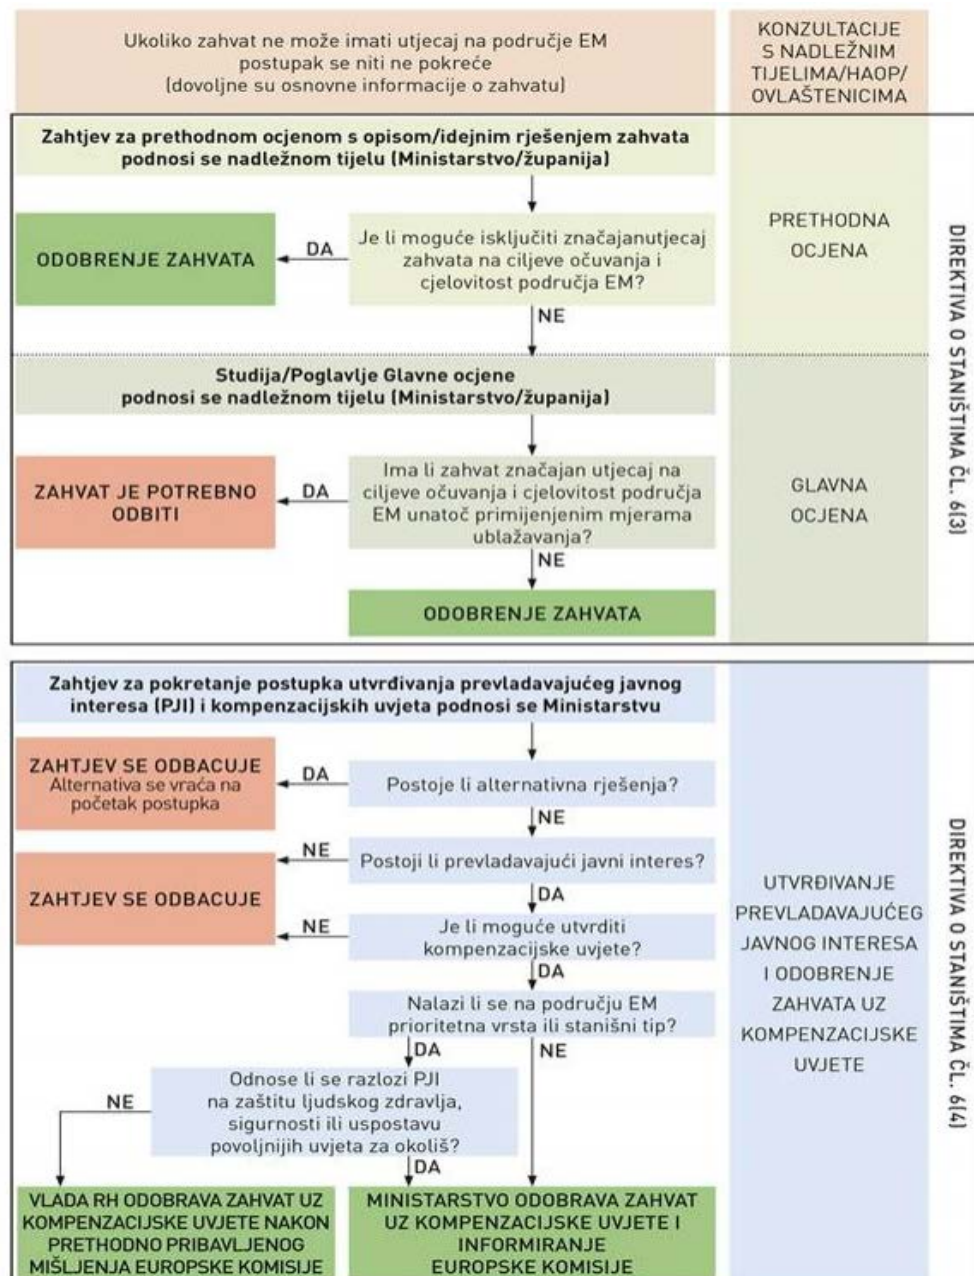 Ukoliko zahvat ne može imati utjecaj na područje EM
postupak se niti ne pokreće
(dovoljne su osnovne informacije o zahvatu)
KONZULTACIJE
S NADLEŽNIM
TIJELIMA/HAOP/
OVLAŠTENICIMA
Zahtjev za prethodnom ocjenom s opisom/idejnim rješenjem zahvata
podnosi se nadležnom tijelu (Ministarstvo/županija)
ODOBRENJE ZAHVATA
DA
Je li moguće isključiti značajanutjecaj
zahvata na ciljeve očuvanja i
cjelovitost područja EM?
NE
PRETHODNA
OCJENA
Studija/Poglavlje Glavne ocjene
podnosi se nadležnom tijelu (Ministarstvo/županija)
ZAHVAT JE POTREBNO
ODBITI
DA
Ima li zahvat značajan utjecaj na
ciljeve očuvanja i cjelovitost područja
EM unatoč primijenjenim mjerama
ublažavanja?
NE
ODOBRENJE ZAHVATA
GLAVNA
OCJENA
DIREKTIVA O STANIŠTIMA ČL. 6(3)
Zahtjev za pokretanje postupka utvrđivanja prevladavajućeg javnog
interesa (PJI) i kompenzacijskih uvjeta podnosi se Ministarstvu
ZAHTJEV SE ODBACUJE
Alternativa se vraća na
početak postupka
DA
Postoje li alternativna rješenja?
NE
ZAHTJEV SE ODBACUJE
NE
Postoji li prevladavajući javni interes?
DA
NE
Je li moguće utvrditi
kompenzacijske uvjete?
DA
Nalazi li se na području EM
prioritetna vrsta ili stanišni tip?
DA
NE
NE
Odnose li se razlozi PJI
na zaštitu ljudskog zdravlja,
sigurnosti ili uspostavu
povoljnijih uvjeta za okoliš?
DA
VLADA RH ODOBRAVA ZAHVAT UZ
KOMPENZACIJSKE UVJETE NAKON
PRETHODNO PRIBAVLJENOG
MIŠLJENJA EUROPSKE KOMISIJE
MINISTARSTVO ODOBRAVA ZAHVAT
UZ KOMPENZACIJSKE UVJETE I
INFORMIRANJE
EUROPSKE KOMISIJE
UTVRĐIVANJE
PREVLADAVAJUĆEG
JAVNOG INTERESA
I ODOBRENJE
ZAHVATA UZ
KOMPENZACIJSKE
UVJETE
DIREKTIVA O STANIŠTIMA ČL. 6(4)